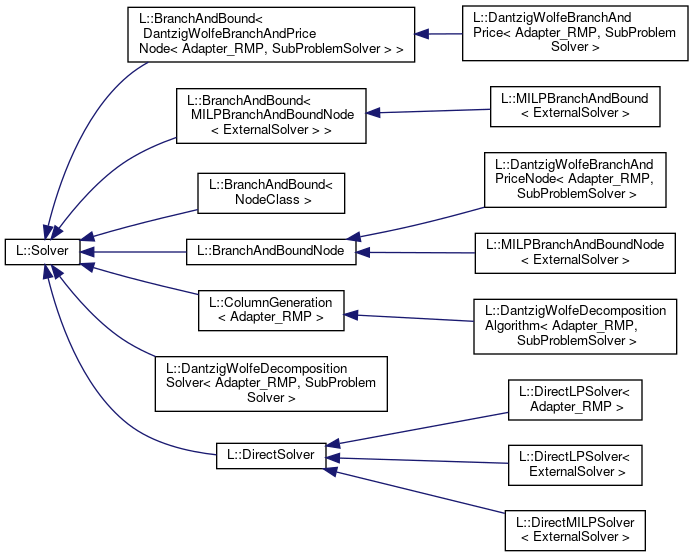 L::BranchAndBound<
DantzigWolfeBranchAndPrice
Node< Adapter_RMP, SubProblemSolver > >
L::DantzigWolfeBranchAnd
Price< Adapter_RMP, SubProblem
Solver >
L::BranchAndBound<
MILPBranchAndBoundNode
< ExternalSolver > >
L::MILPBranchAndBound
< ExternalSolver >
L::BranchAndBound<
NodeClass >
L::DantzigWolfeBranchAnd
PriceNode< Adapter_RMP,
SubProblemSolver >
L::Solver
L::BranchAndBoundNode
L::MILPBranchAndBoundNode
< ExternalSolver >
L::ColumnGeneration
< Adapter_RMP >
L::DantzigWolfeDecomposition
Algorithm< Adapter_RMP,
SubProblemSolver >
L::DantzigWolfeDecomposition
Solver< Adapter_RMP, SubProblem
Solver >
L::DirectLPSolver<
Adapter_RMP >
L::DirectSolver
L::DirectLPSolver<
ExternalSolver >
L::DirectMILPSolver
< ExternalSolver >